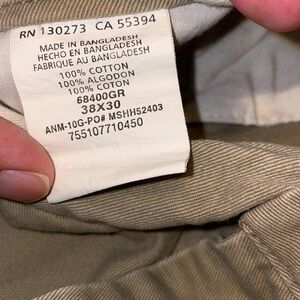 RN 130273 CA 55394
MADE IN BANGLADESH
HECHO EN BANGLADESH
FABRIQUE AU BANGLADESH
100% COTTON
100% ALGODON
100% COTON
68400GR
38X30
ANM-10G-PO# MSHH52403
755107710450